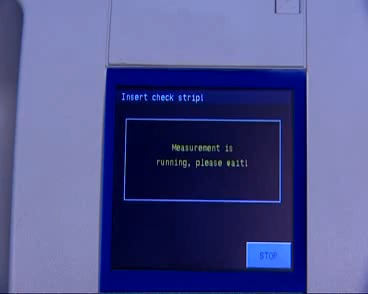 Insert check strip!
Measurement is
running, please wait!
STOP